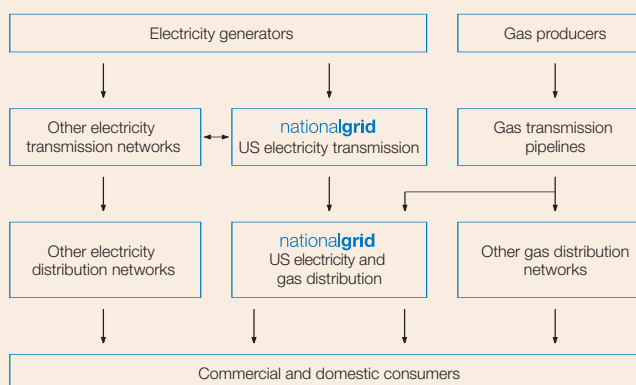 Electricity generators
Gas producers
Other electricity
transmission networks
nationalgrid
US electricity transmission
Gas transmission
pipelines
Other electricity
distribution networks
nationalgrid
US electricity and
gas distribution
Other gas distribution
networks
Commercial and domestic consumers